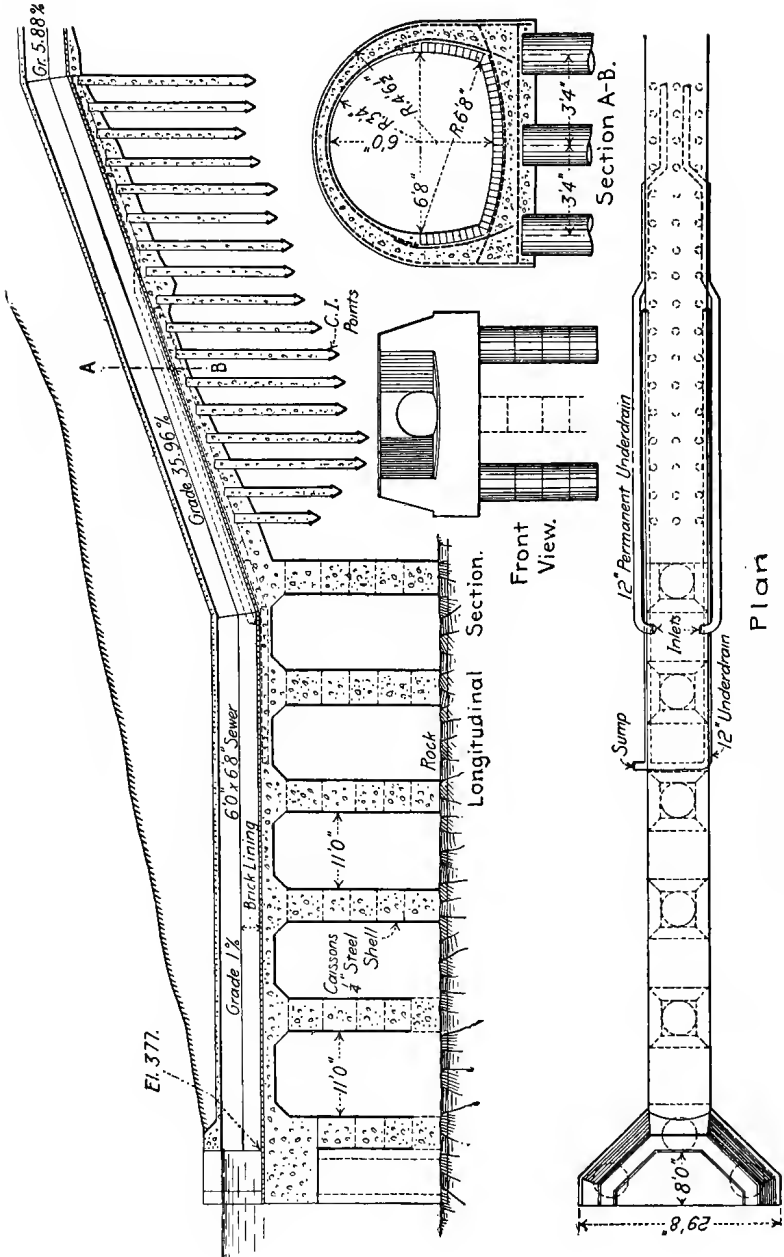 Gr. 5.88%
Grade 35.96%
A
B
C.I.
Points
6'0" x 6'8" Sewer
Grade 1%
Brick Lining
El. 377.
11'0"
11'0"
Caissons
¼" Steel
Shell
Rock
Longitudinal Section.
R.4'6½"
R.3'4"
6'0"
6'8"
R.6'8"
3'4"
3'4"
Section A-B.
Front
View.
12" Permanent Underdrain
Inlets
Sump
12" Underdrain
8'0"
29'8"
Plan